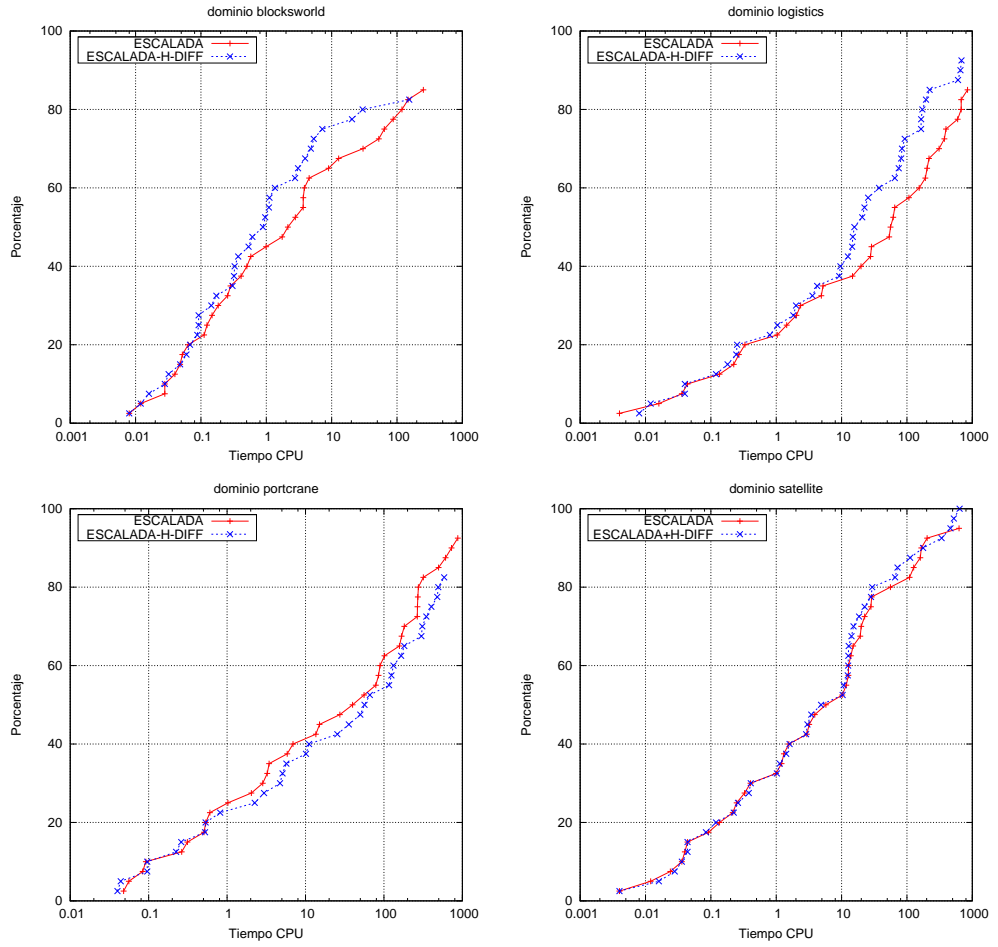 dominio blocksworld
100
80
60
40
20
0
Porcentaje
ESCALADA
ESCALADA-H-DIFF
0.001 0.01 0.1 1 10 100 1000
Tiempo CPU
dominio logistics
100
80
60
40
20
0
Porcentaje
ESCALADA
ESCALADA-H-DIFF
0.001 0.01 0.1 1 10 100 1000
Tiempo CPU
dominio portcrane
100
80
60
40
20
0
Porcentaje
ESCALADA
ESCALADA-H-DIFF
0.01 0.1 1 10 100 1000
Tiempo CPU
dominio satellite
100
80
60
40
20
0
Porcentaje
ESCALADA
ESCALADA+H-DIFF
0.001 0.01 0.1 1 10 100 1000
Tiempo CPU